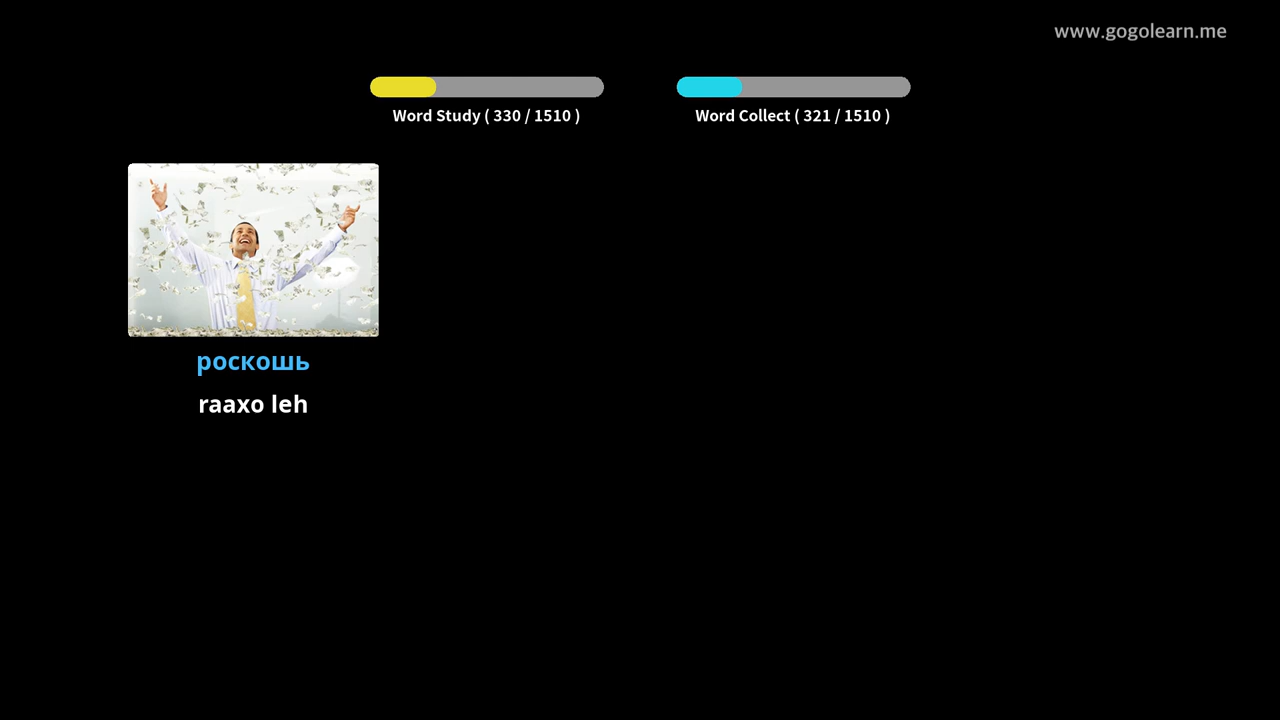 www.gogolearn.me
Word Study ( 330 / 1510 )
Word Collect ( 321 / 1510 )
роскошь
raaxo leh